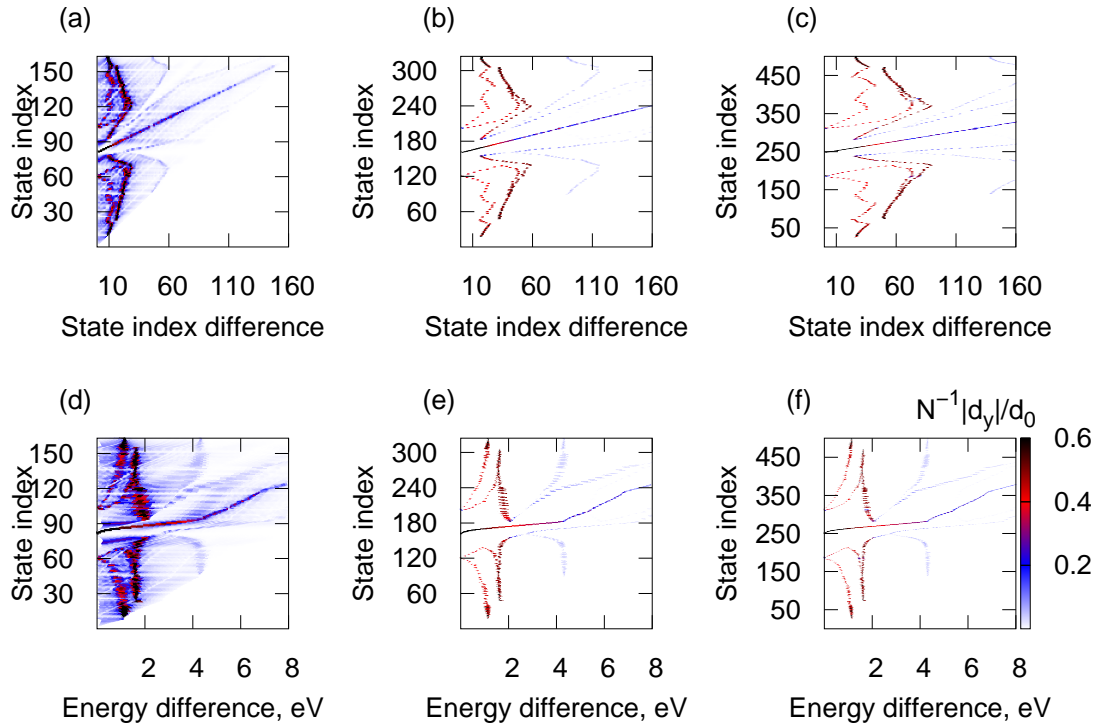 (a)
(b)
(c)
State index
150
120
90
60
30
10 60 110 160
State index difference
State index
300
240
180
120
60
10 60 110 160
State index difference
State index
450
350
250
150
50
10 60 110 160
State index difference
(d)
(e)
(f)
N⁻¹|d_y|/d₀
State index
150
120
90
60
30
2 4 6 8
Energy difference, eV
State index
300
240
180
120
60
2 4 6 8
Energy difference, eV
State index
450
350
250
150
50
2 4 6 8
Energy difference, eV
0.6
0.4
0.2